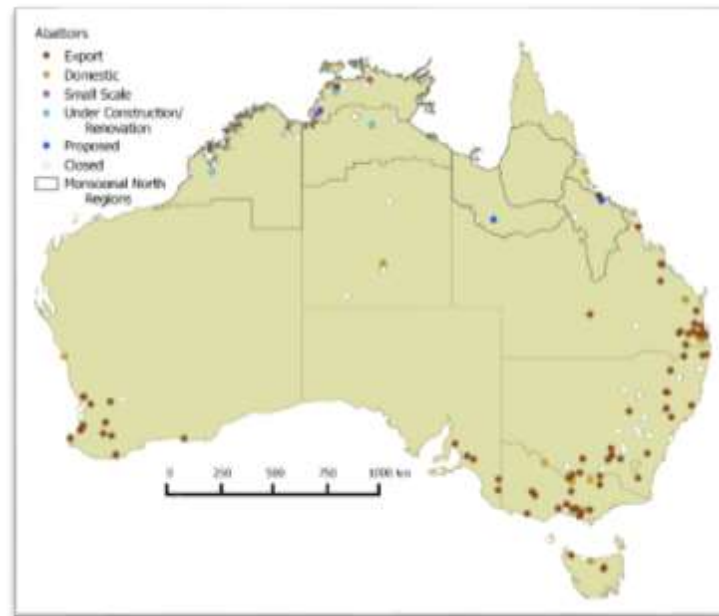 Abattoirs
Export
Domestic
Small Scale
Under Construction/
Renovation
Proposed
Closed
Monsoonal North
Regions
0 250 500 750 1000 km